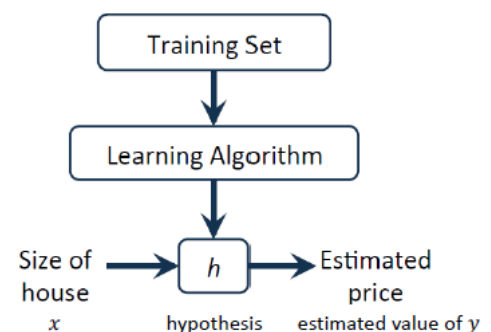 Training Set
Learning Algorithm
Size of house
h
Estimated price
x
hypothesis
estimated value of y